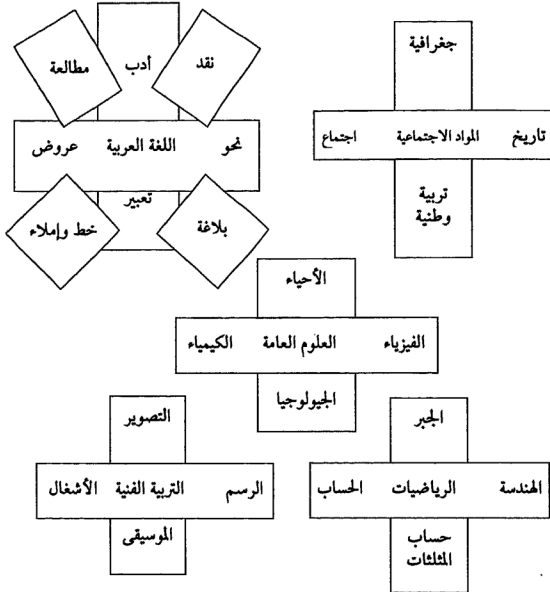 مطالعة
أدب
نقد
نحو اللغة العربية عروض
تعبير
خط وإملاء
بلاغة
جغرافية
تاريخ المواد الاجتماعية اجتماع
تربية
وطنية
الأحياء
الفيزياء العلوم العامة الكيمياء
الجيولوجيا
التصوير
الرسم التربية الفنية الأشغال
الموسيقى
الجبر
الهندسة الرياضيات الحساب
حساب
المثلثات